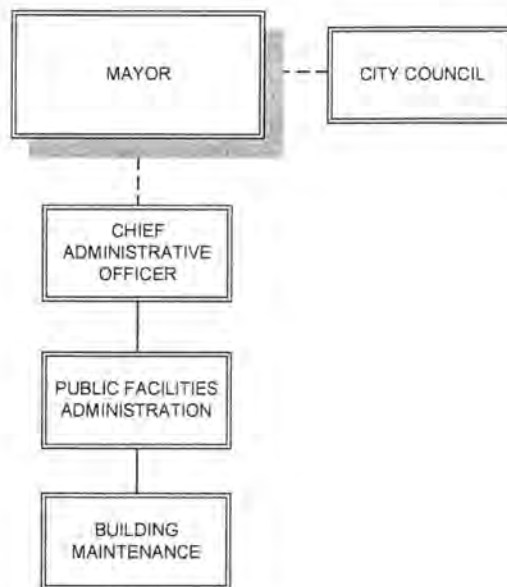 MAYOR
CITY COUNCIL
CHIEF
ADMINISTRATIVE
OFFICER
PUBLIC FACILITIES
ADMINISTRATION
BUILDING
MAINTENANCE